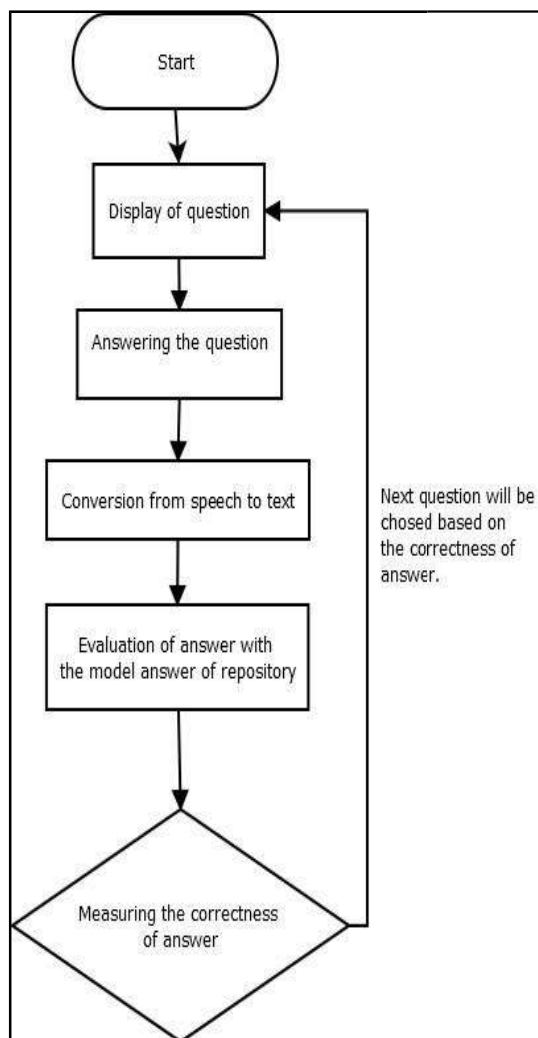 Start
Display of question
Answering the question
Conversion from speech to text
Next question will be
chosed based on
the correctness of
answer.
Evaluation of answer with
the model answer of repository
Measuring the correctness
of answer